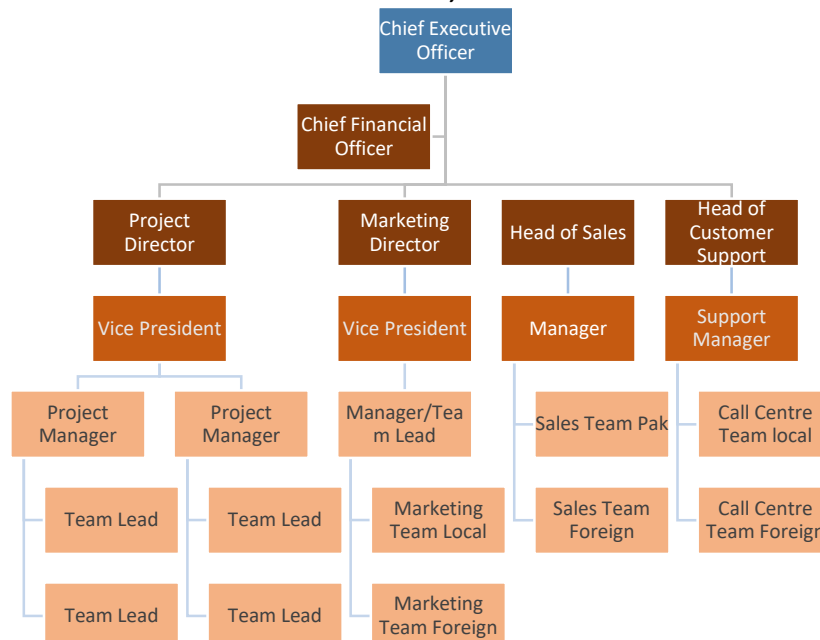 Chief Executive
Officer
Chief Financial
Officer
Project
Director
Marketing
Director
Head of Sales
Head of
Customer
Support
Vice President
Vice President
Manager
Support
Manager
Project
Manager
Project
Manager
Manager/Tea
m Lead
Sales Team Pak
Call Centre
Team local
Team Lead
Team Lead
Marketing
Team Local
Sales Team
Foreign
Call Centre
Team Foreign
Team Lead
Team Lead
Marketing
Team Foreign